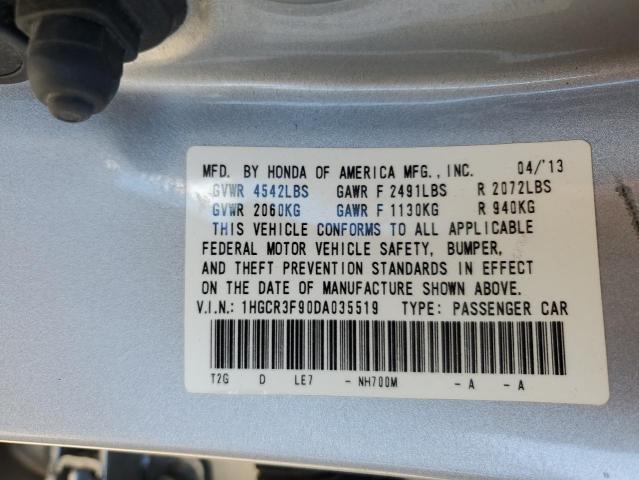 MFD. BY HONDA OF AMERICA MFG., INC. 04/'13
GVWR 4542LBS GAWR F 2491LBS R 2072LBS
GVWR 2060KG GAWR F 1130KG R 940KG
THIS VEHICLE CONFORMS TO ALL APPLICABLE
FEDERAL MOTOR VEHICLE SAFETY, BUMPER,
AND THEFT PREVENTION STANDARDS IN EFFECT
ON THE DATE OF MANUFACTURE SHOWN ABOVE.
V.I.N.: 1HGCR3F90DA035519 TYPE: PASSENGER CAR
T2G D LE7 - NH700M - A - A